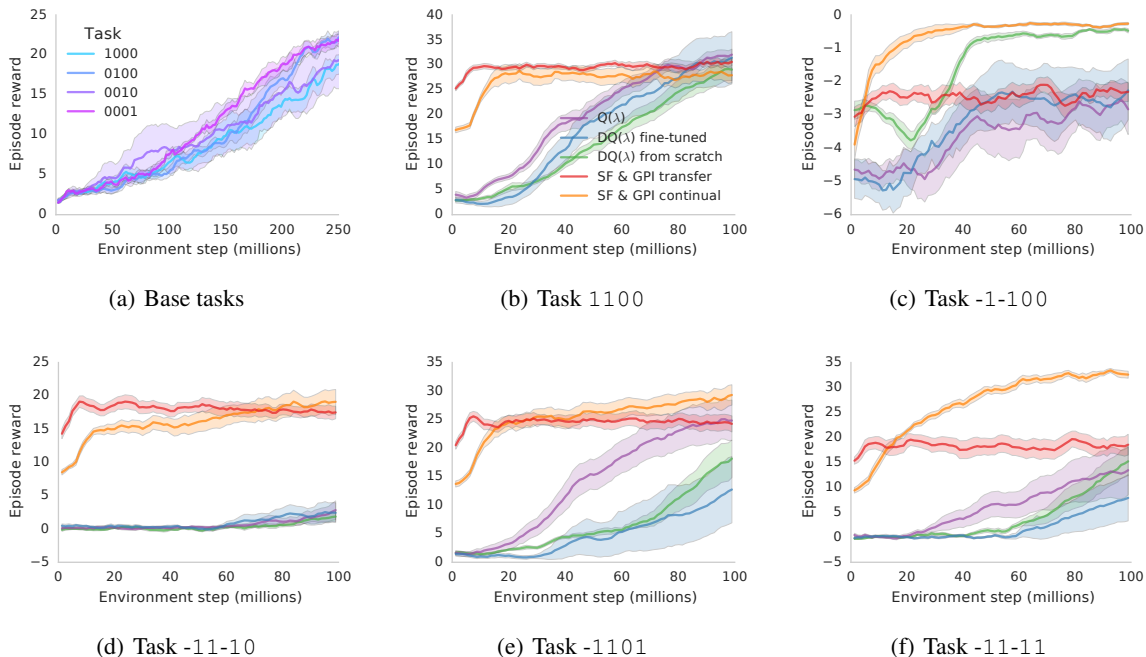 Task
1000
0100
0010
0001
Episode reward
25
20
15
10
5
0
0 50 100 150 200 250
Environment step (millions)
(a) Base tasks
Q(λ)
DQ(λ) fine-tuned
DQ(λ) from scratch
SF & GPI transfer
SF & GPI continual
Episode reward
40
35
30
25
20
15
10
5
0
0 20 40 60 80 100
Environment step (millions)
(b) Task 1100
Episode reward
0
−1
−2
−3
−4
−5
−6
0 20 40 60 80 100
Environment step (millions)
(c) Task -1-100
Episode reward
25
20
15
10
5
0
−5
0 20 40 60 80 100
Environment step (millions)
(d) Task -11-10
Episode reward
35
30
25
20
15
10
5
0
0 20 40 60 80 100
Environment step (millions)
(e) Task -1101
Episode reward
35
30
25
20
15
10
5
0
−5
0 20 40 60 80 100
Environment step (millions)
(f) Task -11-11